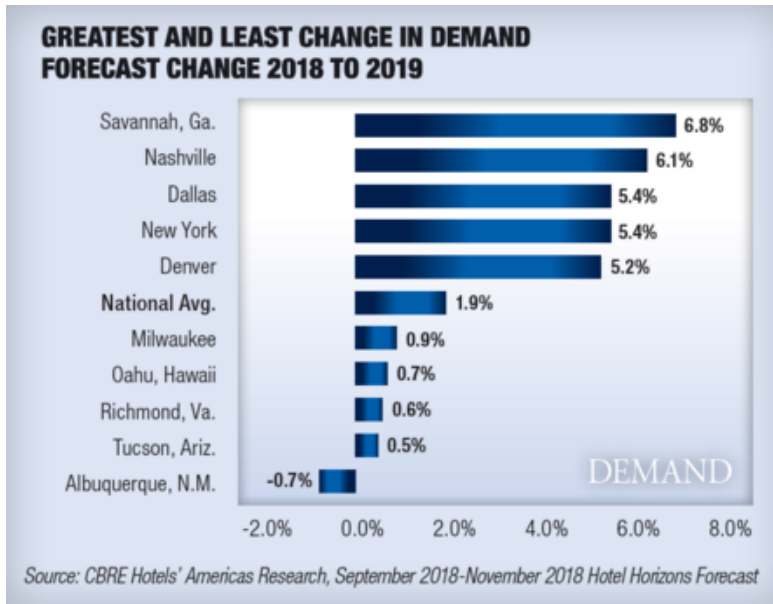 GREATEST AND LEAST CHANGE IN DEMAND
FORECAST CHANGE 2018 TO 2019
Savannah, Ga. 6.8%
Nashville 6.1%
Dallas 5.4%
New York 5.4%
Denver 5.2%
National Avg. 1.9%
Milwaukee 0.9%
Oahu, Hawaii 0.7%
Richmond, Va. 0.6%
Tucson, Ariz. 0.5%
DEMAND
Albuquerque, N.M. -0.7%
-2.0% 0.0% 2.0% 4.0% 6.0% 8.0%
Source: CBRE Hotels' Americas Research, September 2018-November 2018 Hotel Horizons Forecast